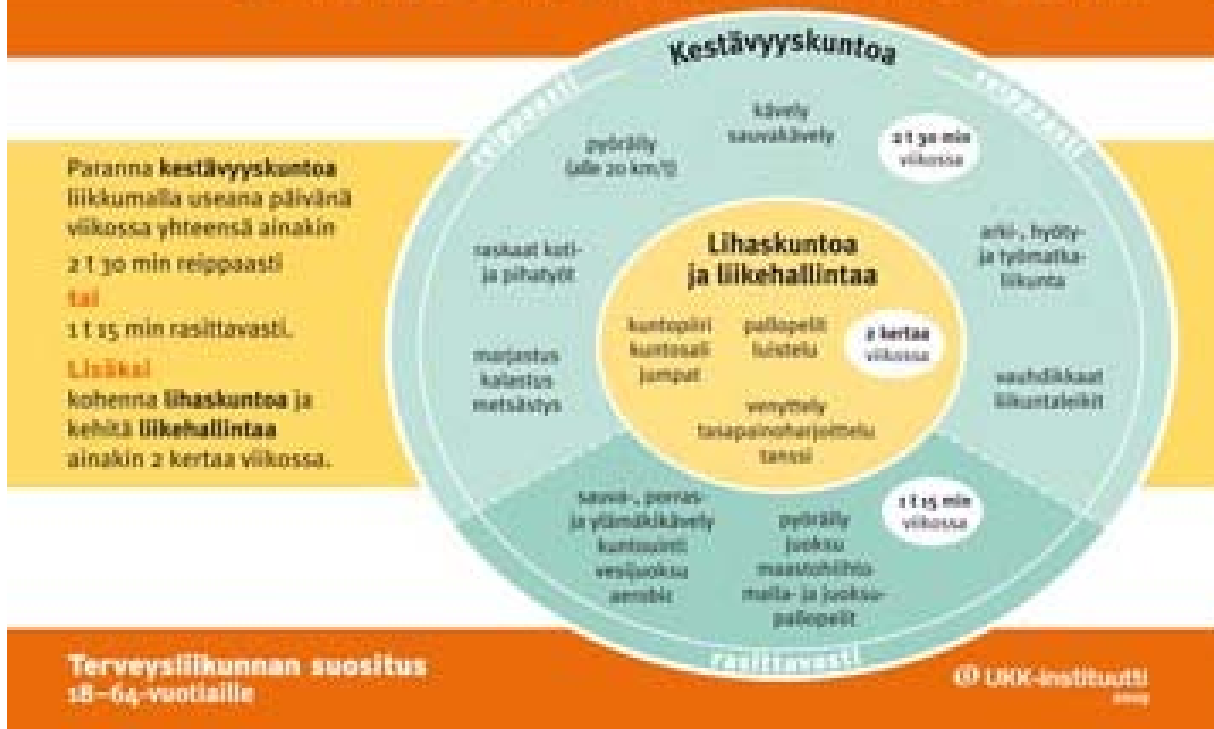 Kestävyyskuntoa
reippaasti
reippaasti
kävely
sauvakävely
2 t 30 min
viikossa
pyöräily
(alle 20 km/t)
Paranna kestävyyskuntoa
liikkumalla useana päivänä
viikossa yhteensä ainakin
2 t 30 min reippaasti
tai
1 t 15 min rasittavasti.
Lisäksi
kohenna lihaskuntoa ja
kehitä liikehallintaa
ainakin 2 kertaa viikossa.
raskaat koti-
ja pihatyöt
marjastus
kalastus
metsästys
Lihaskuntoa
ja liikehallintaa
kuntopiiri
kuntosali
jumpat
pallopelit
luistelu
2 kertaa
viikossa
venyttely
tasapainoharjoittelu
tanssi
arki-, hyöty-
ja työmatka-
liikunta
vauhdikkaat
liikuntaleikit
sauva-, porras-
ja ylämäkikävely
kuntouinti
vesijuoksu
aerobic
pyöräily
juoksu
maastohiihto
maila- ja juoksu-
pallopelit
1 t 15 min
viikossa
rasittavasti
Terveysliikunnan suositus
18–64-vuotiaille
UKK-instituutti